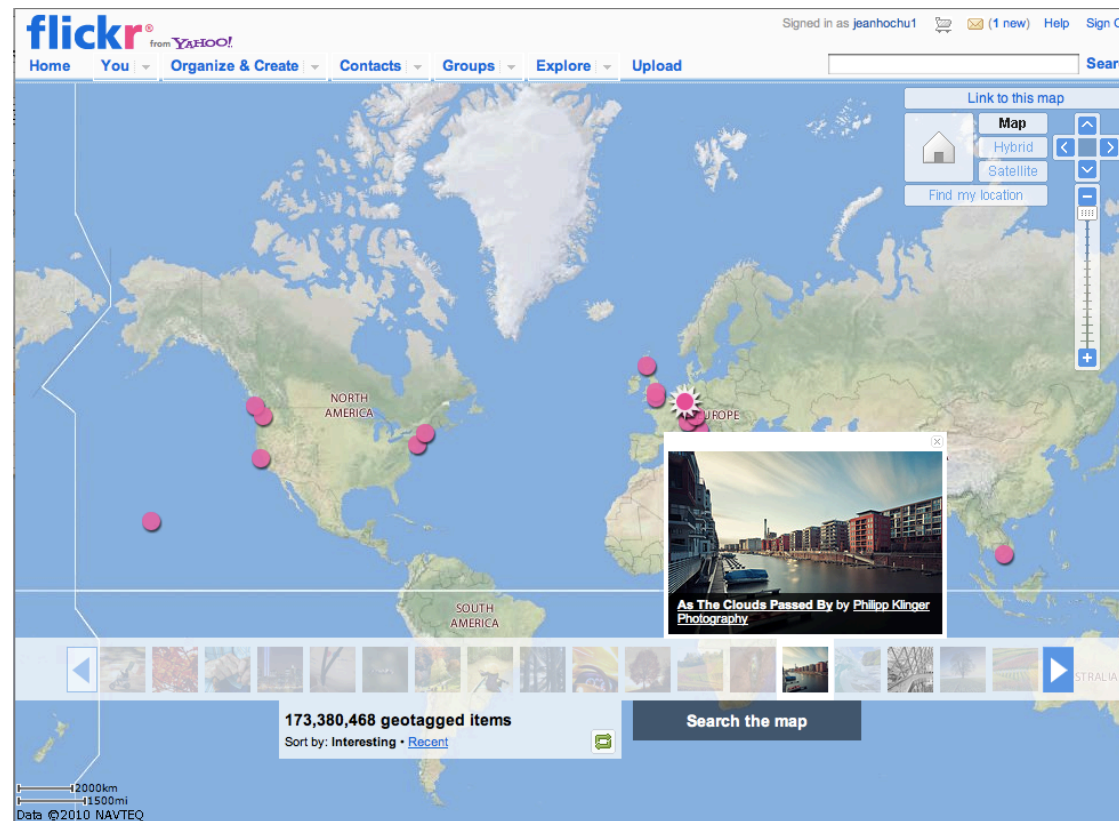 flickr® from YAHOO!
Signed in as jeanhochu1 (1 new) Help Sign
Home You Organize & Create Contacts Groups Explore Upload
Link to this map
Map
Hybrid
Satellite
Find my location
NORTH
AMERICA
EUROPE
As The Clouds Passed By by Philipp Klinger
Photography
SOUTH
AMERICA
STRALIA
173,380,468 geotagged items
Sort by: Interesting • Recent
Search the map
2000km
1500mi
Data ©2010 NAVTEQ